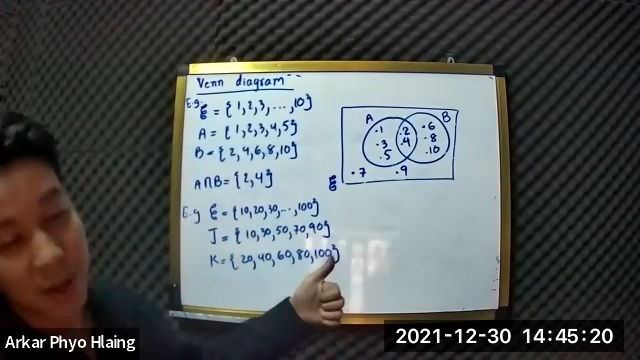 Venn diagram
E.g. ξ = {1,2,3,...,10}
A = {1,2,3,4,5}
B = {2,4,6,8,10}
A∩B = {2,4}
E.g ξ = {10,20,30,...,100}
J = {10,30,50,70,90}
K = {20,40,60,80,100}
A B
.1 .2 .6
.3 .4 .8
.5 .10
.7 .9
ξ
Arkar Phyo Hlaing
2021-12-30 14:45:20